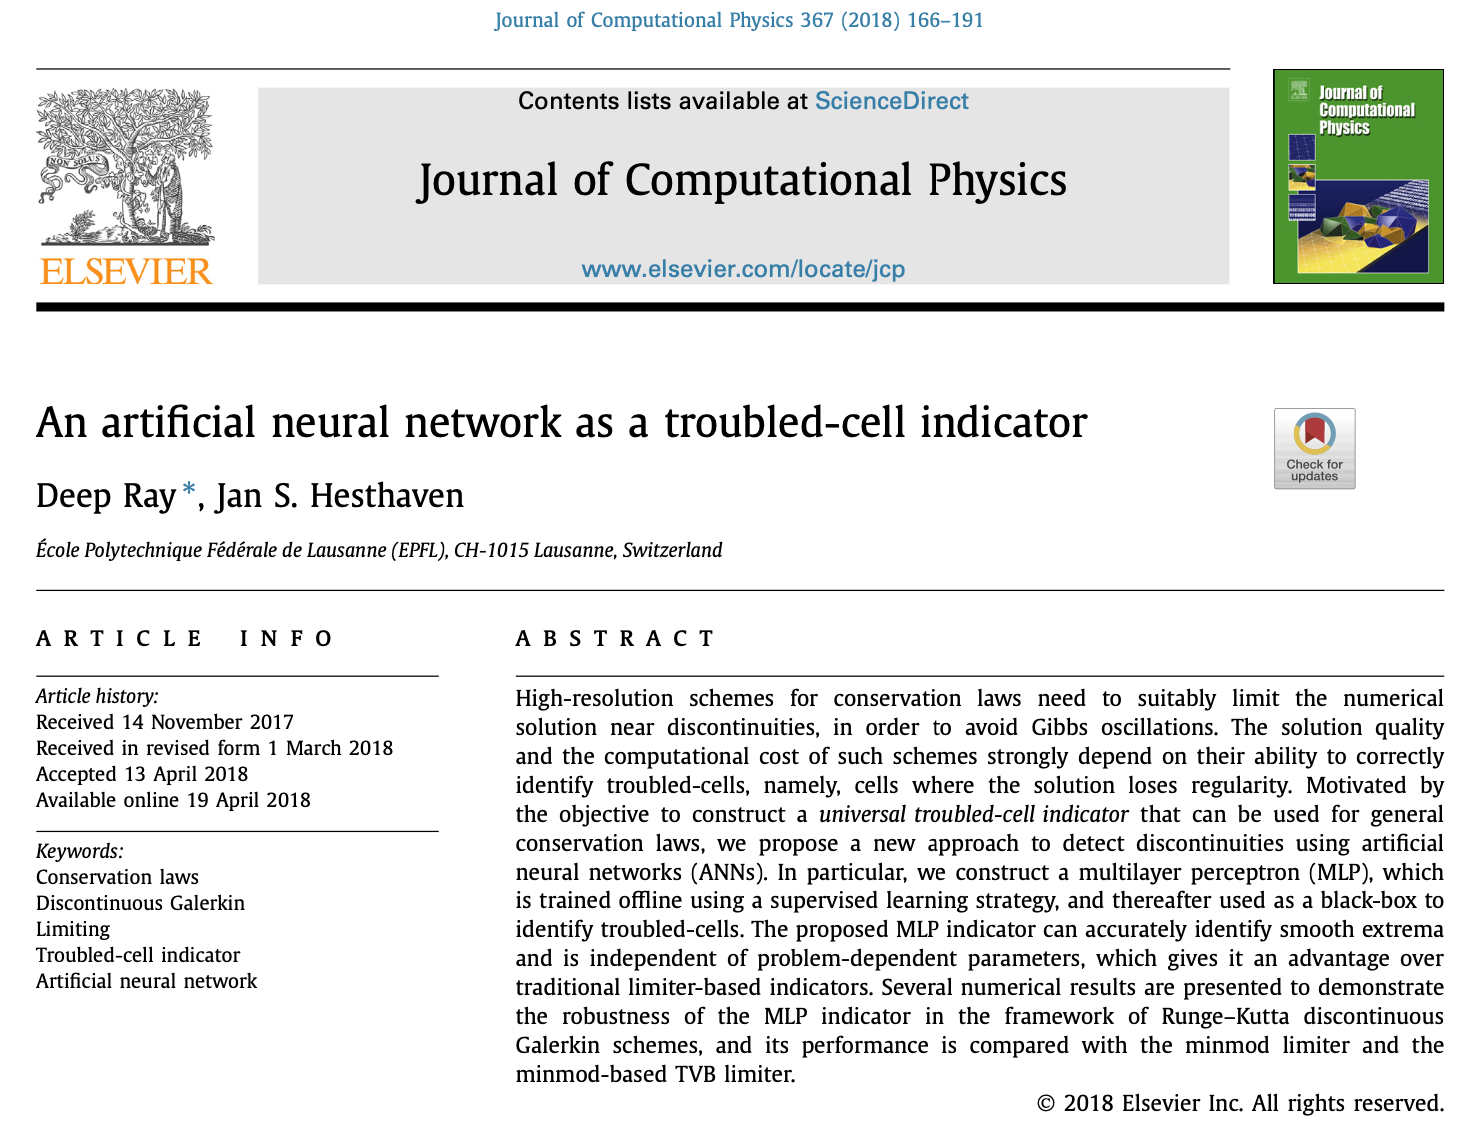 Journal of Computational Physics 367 (2018) 166–191
Contents lists available at ScienceDirect
Journal of Computational Physics
www.elsevier.com/locate/jcp
NON SOLUS
ELSEVIER
Journal of
Computational
Physics
An artificial neural network as a troubled-cell indicator
Check for
updates
Deep Ray *, Jan S. Hesthaven
École Polytechnique Fédérale de Lausanne (EPFL), CH-1015 Lausanne, Switzerland
ARTICLE INFO
Article history:
Received 14 November 2017
Received in revised form 1 March 2018
Accepted 13 April 2018
Available online 19 April 2018
Keywords:
Conservation laws
Discontinuous Galerkin
Limiting
Troubled-cell indicator
Artificial neural network
ABSTRACT
High-resolution schemes for conservation laws need to suitably limit the numerical
solution near discontinuities, in order to avoid Gibbs oscillations. The solution quality
and the computational cost of such schemes strongly depend on their ability to correctly
identify troubled-cells, namely, cells where the solution loses regularity. Motivated by
the objective to construct a universal troubled-cell indicator that can be used for general
conservation laws, we propose a new approach to detect discontinuities using artificial
neural networks (ANNs). In particular, we construct a multilayer perceptron (MLP), which
is trained offline using a supervised learning strategy, and thereafter used as a black-box to
identify troubled-cells. The proposed MLP indicator can accurately identify smooth extrema
and is independent of problem-dependent parameters, which gives it an advantage over
traditional limiter-based indicators. Several numerical results are presented to demonstrate
the robustness of the MLP indicator in the framework of Runge–Kutta discontinuous
Galerkin schemes, and its performance is compared with the minmod limiter and the
minmod-based TVB limiter.
© 2018 Elsevier Inc. All rights reserved.